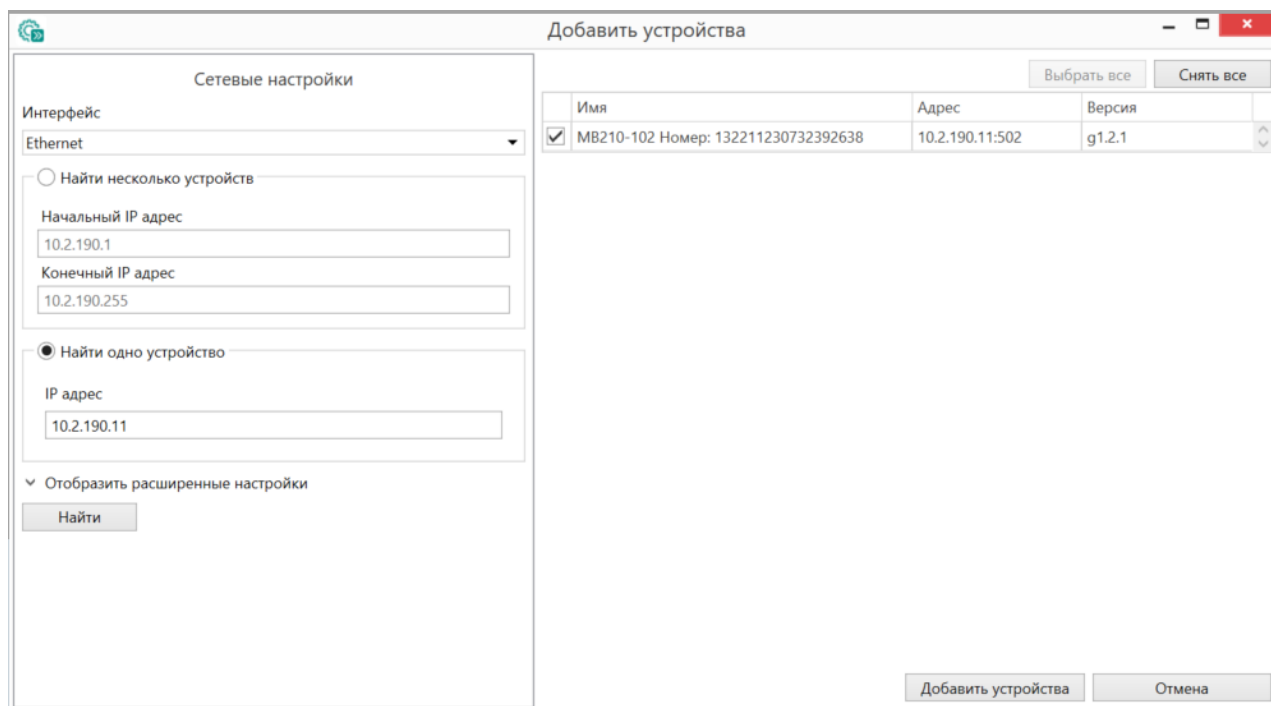 Добавить устройства
Сетевые настройки
Интерфейс
Ethernet
Найти несколько устройств
Начальный IP адрес
10.2.190.1
Конечный IP адрес
10.2.190.255
Найти одно устройство
IP адрес
10.2.190.11
Отобразить расширенные настройки
Найти
Выбрать все Снять все
Имя Адрес Версия
МВ210-102 Номер: 132211230732392638 10.2.190.11:502 g1.2.1
Добавить устройства Отмена